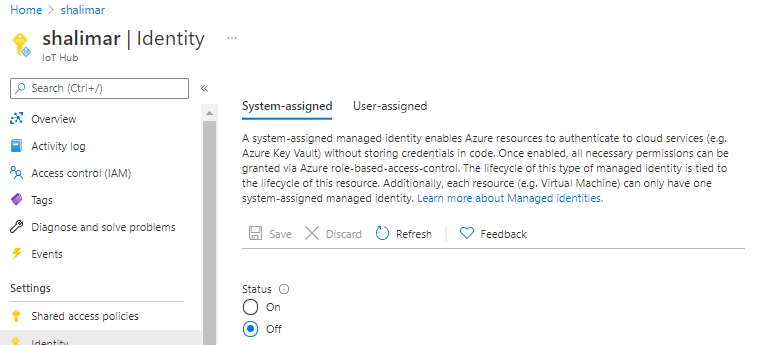 Home > shalimar
shalimar | Identity ...
IoT Hub
Search (Ctrl+/)
«
Overview
Activity log
Access control (IAM)
Tags
Diagnose and solve problems
Events
Settings
Shared access policies
Identity
System-assigned User-assigned
A system-assigned managed identity enables Azure resources to authenticate to cloud services (e.g.
Azure Key Vault) without storing credentials in code. Once enabled, all necessary permissions can be
granted via Azure role-based-access-control. The lifecycle of this type of managed identity is tied to
the lifecycle of this resource. Additionally, each resource (e.g. Virtual Machine) can only have one
system-assigned managed identity. Learn more about Managed identities.
Save Discard Refresh Feedback
Status
On
Off